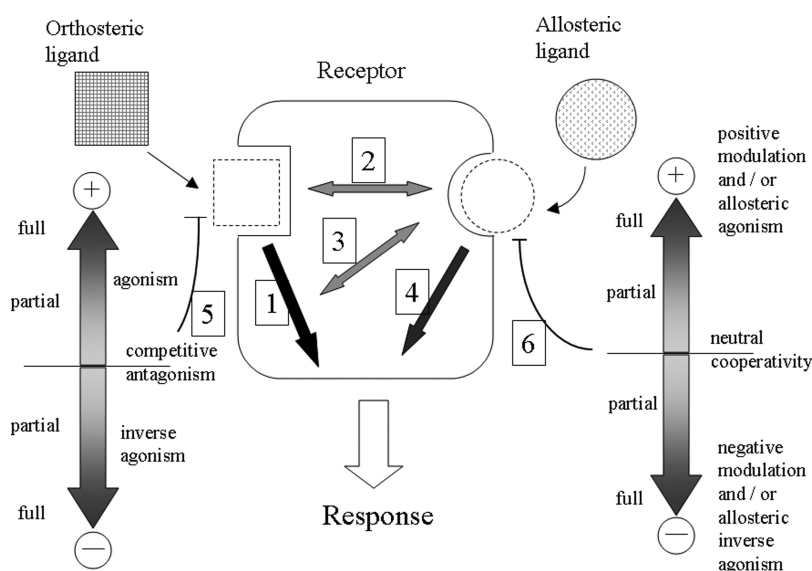 Orthosteric
ligand
Allosteric
ligand
Receptor
positive
modulation
and / or
allosteric
agonism
+
full
partial
agonism
competitive
antagonism
partial
inverse
agonism
full
—
1
2
3
4
5
6
Response
+
full
partial
neutral
cooperativity
partial
full
negative
modulation
and / or
allosteric
inverse
agonism
—